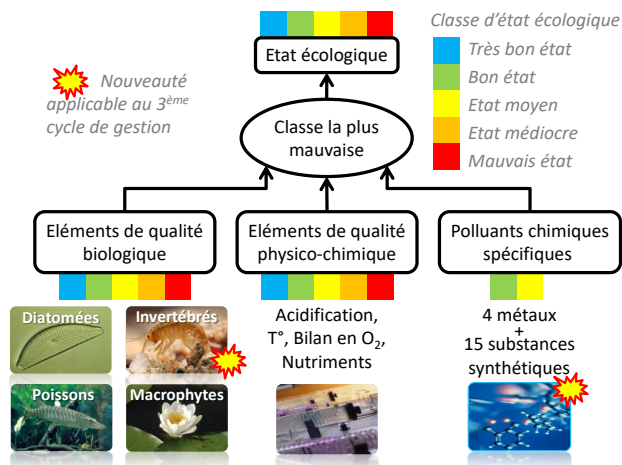 Classe d'état écologique
Très bon état
Bon état
Etat moyen
Etat médiocre
Mauvais état
Nouveauté
applicable au 3ème
cycle de gestion
Etat écologique
Classe la plus
mauvaise
Eléments de qualité
biologique
Eléments de qualité
physico-chimique
Polluants chimiques
spécifiques
Diatomées
Invertébrés
Poissons
Macrophytes
Acidification,
T°, Bilan en O₂,
Nutriments
4 métaux
+
15 substances
synthétiques